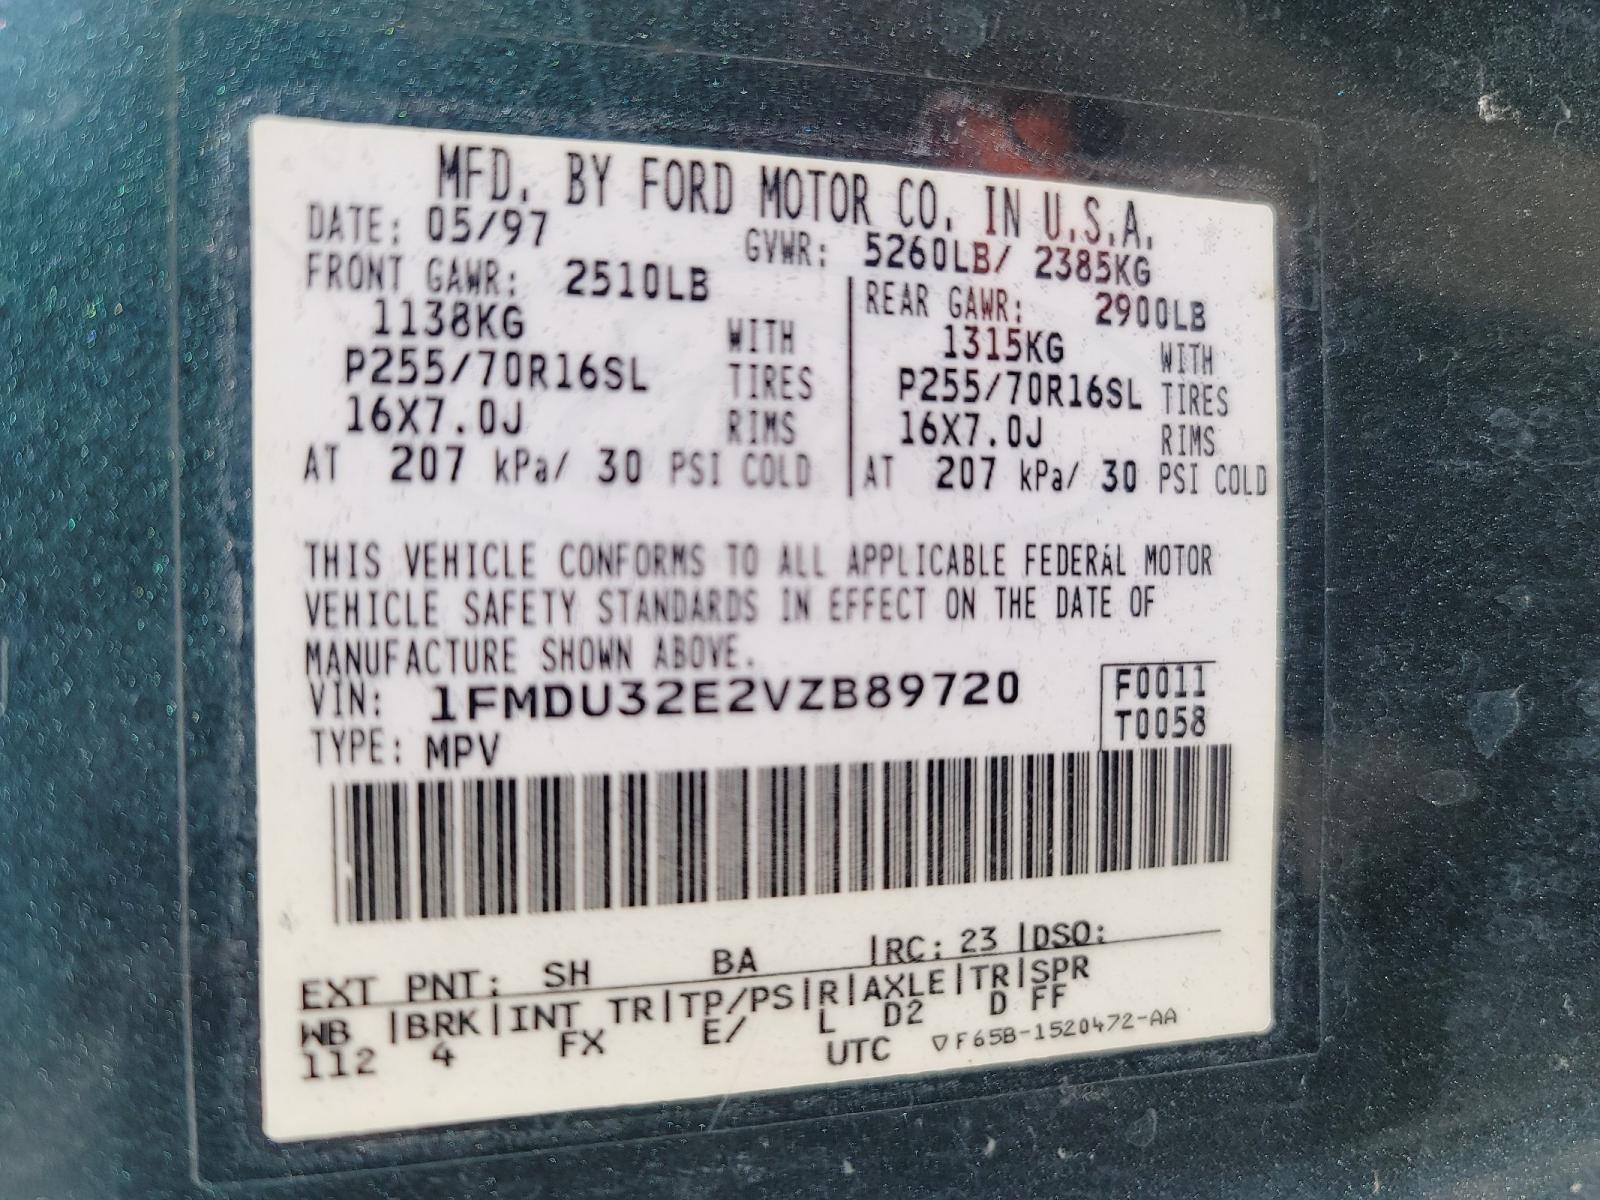 MFD. BY FORD MOTOR CO. IN U.S.A.
DATE: 05/97 GVWR: 5260LB/ 2385KG
FRONT GAWR: 2510LB
1138KG WITH
P255/70R16SL TIRES
16X7.0J RIMS
AT 207 kPa/ 30 PSI COLD
REAR GAWR: 2900LB
1315KG WITH
P255/70R16SL TIRES
16X7.0J RIMS
AT 207 kPa/ 30 PSI COLD
THIS VEHICLE CONFORMS TO ALL APPLICABLE FEDERAL MOTOR
VEHICLE SAFETY STANDARDS IN EFFECT ON THE DATE OF
MANUFACTURE SHOWN ABOVE.
VIN: 1FMDU32E2VZB89720
TYPE: MPV
F0011
T0058
EXT PNT: SH BA |RC: 23 |DSO:
WB |BRK|INT TR|TP/PS|R|AXLE|TR|SPR
112 4 FX E/ L D2 D FF
UTC ▽F65B-1520472-AA